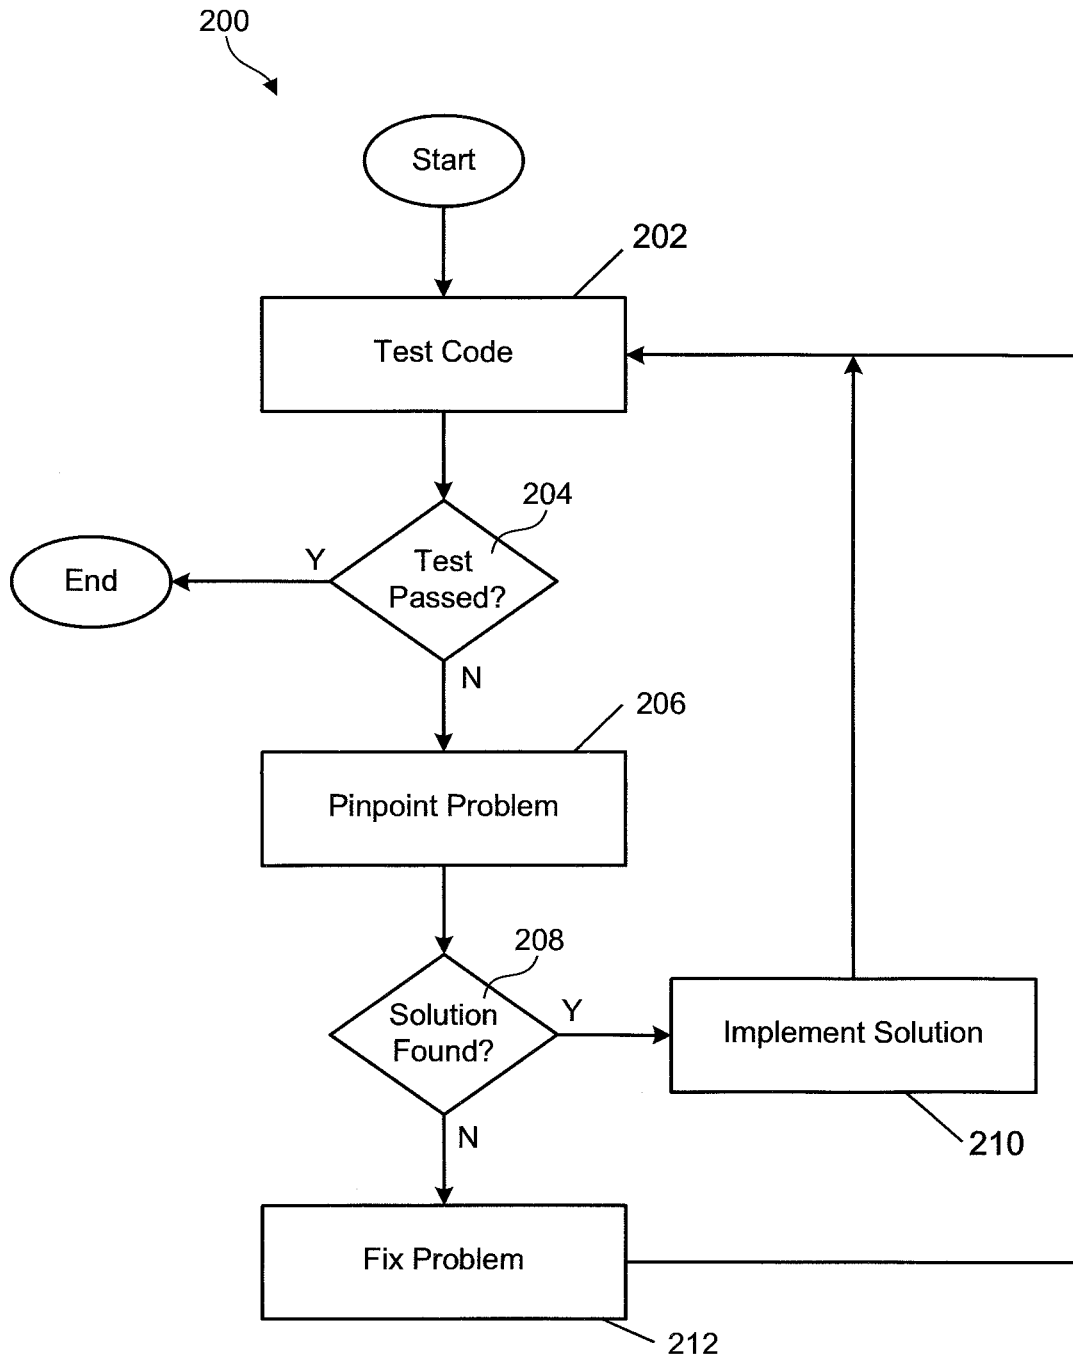 200
Start
202
Test Code
204
Test
Passed?
Y
End
N
206
Pinpoint Problem
208
Solution
Found?
Y
Implement Solution
210
N
Fix Problem
212